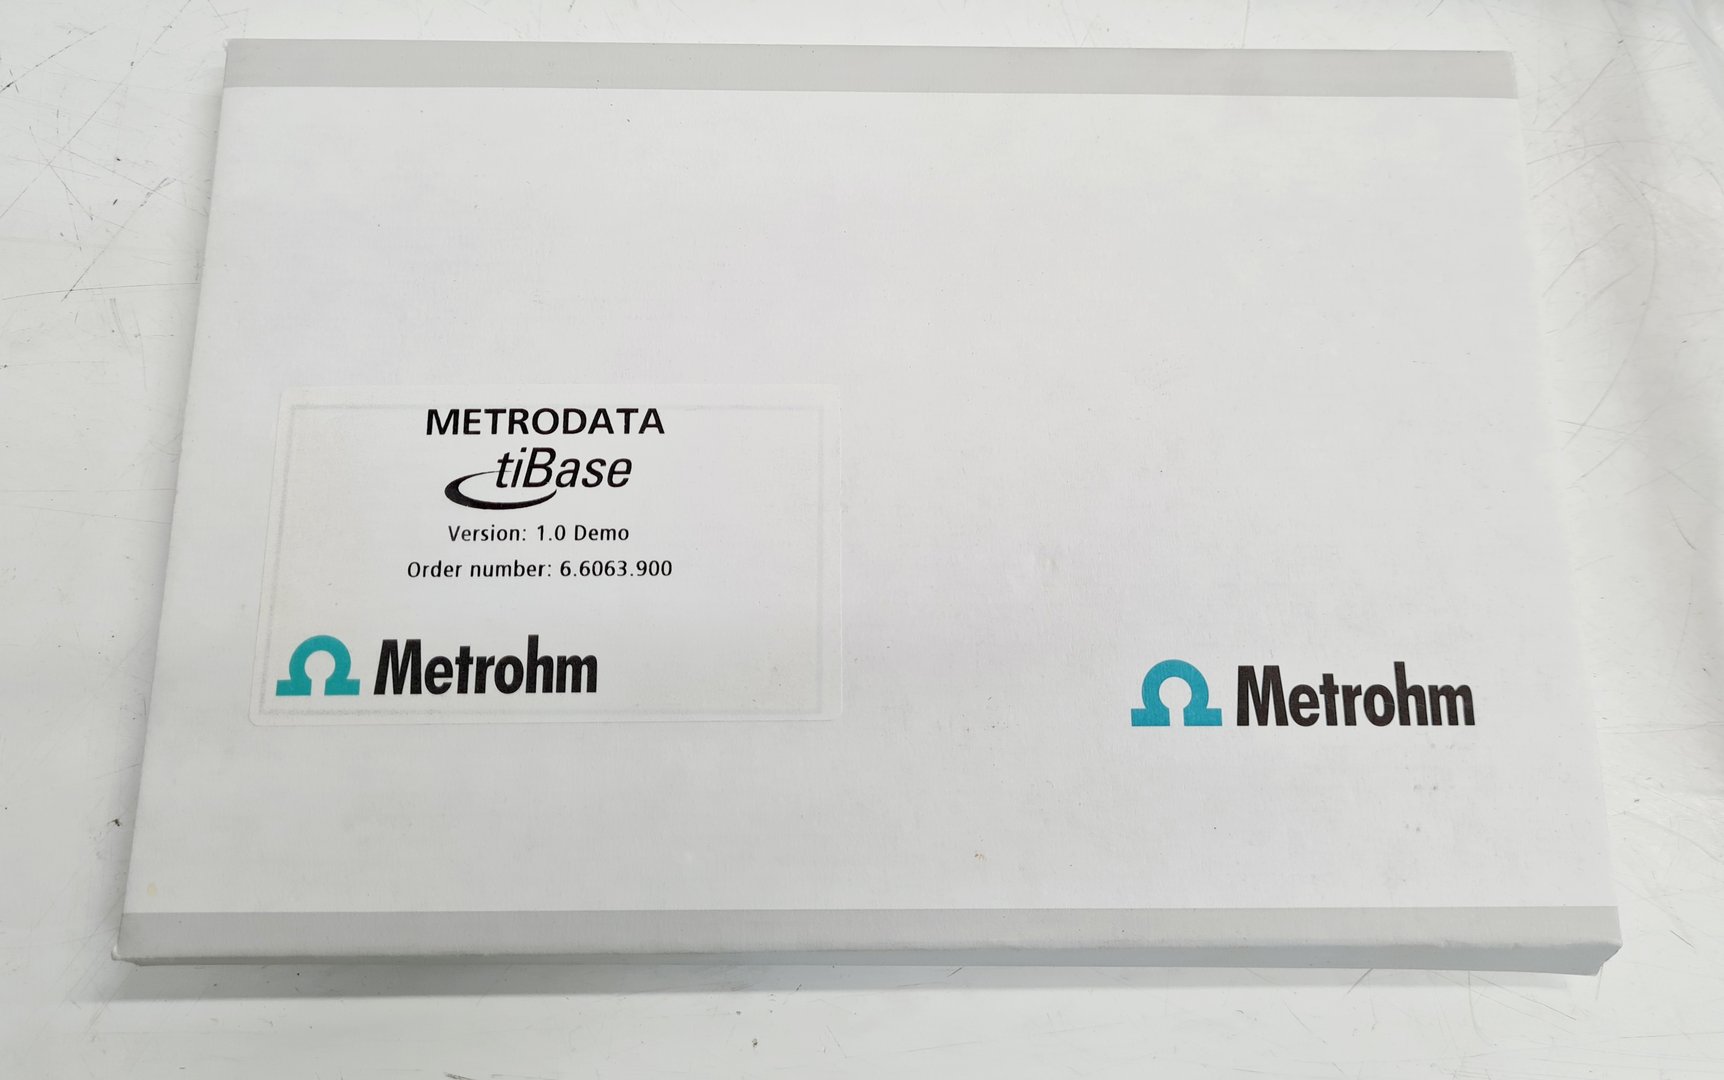 METRODATA
tiBase
Version: 1.0 Demo
Order number: 6.6063.900
Metrohm
Metrohm